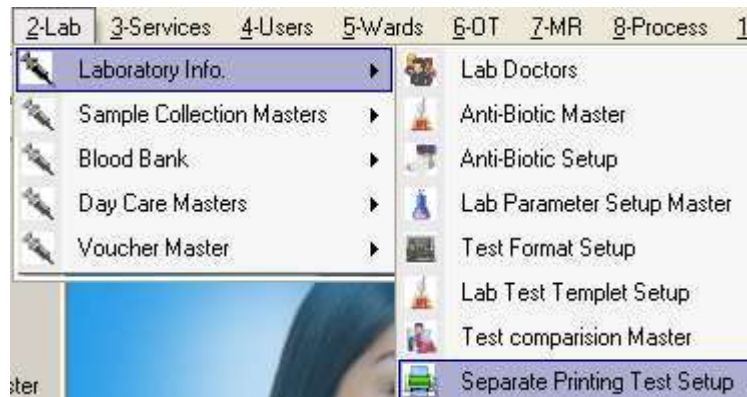 2-Lab 3-Services 4-Users 5-Wards 6-OT 7-MR 8-Process 1
Laboratory Info.
Sample Collection Masters
Blood Bank
Day Care Masters
Voucher Master
Lab Doctors
Anti-Biotic Master
Anti-Biotic Setup
Lab Parameter Setup Master
Test Format Setup
Lab Test Templet Setup
Test comparision Master
Separate Printing Test Setup
ster